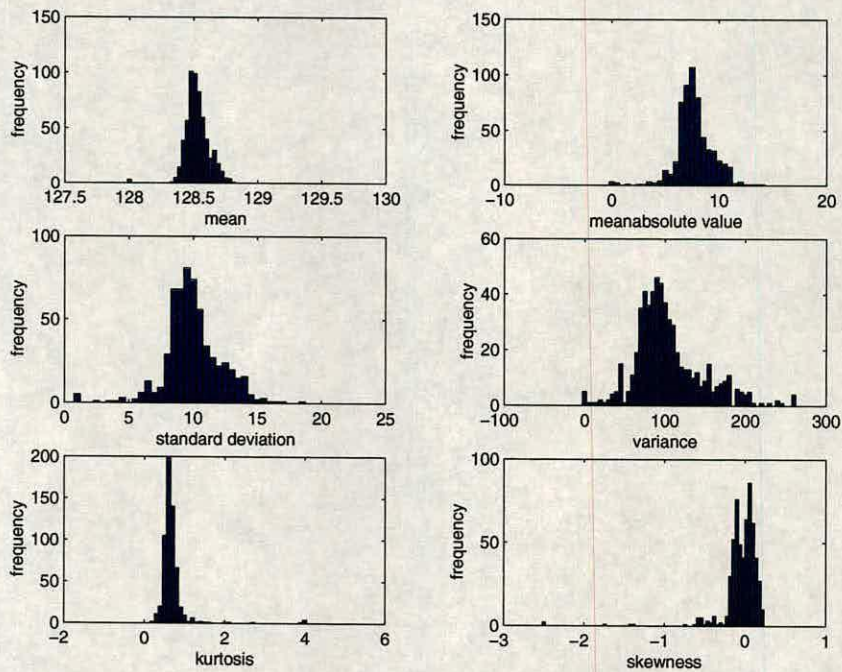 150
100
50
0
frequency
127.5 128 128.5 129 129.5 130
mean
150
100
50
0
frequency
−10 0 10 20
meanabsolute value
100
50
0
frequency
0 5 10 15 20 25
standard deviation
60
40
20
0
frequency
−100 0 100 200 300
variance
200
150
100
50
0
frequency
−2 0 2 4 6
kurtosis
100
50
0
frequency
−3 −2 −1 0 1
skewness